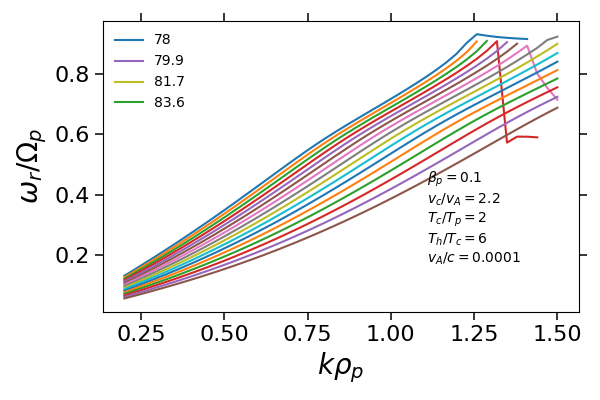 78
79.9
81.7
83.6
0.8
0.6
0.4
0.2
ω_r/Ω_p
β_p = 0.1
v_c/v_A = 2.2
T_c/T_p = 2
T_h/T_c = 6
v_A/c = 0.0001
0.25 0.50 0.75 1.00 1.25 1.50
kρ_p